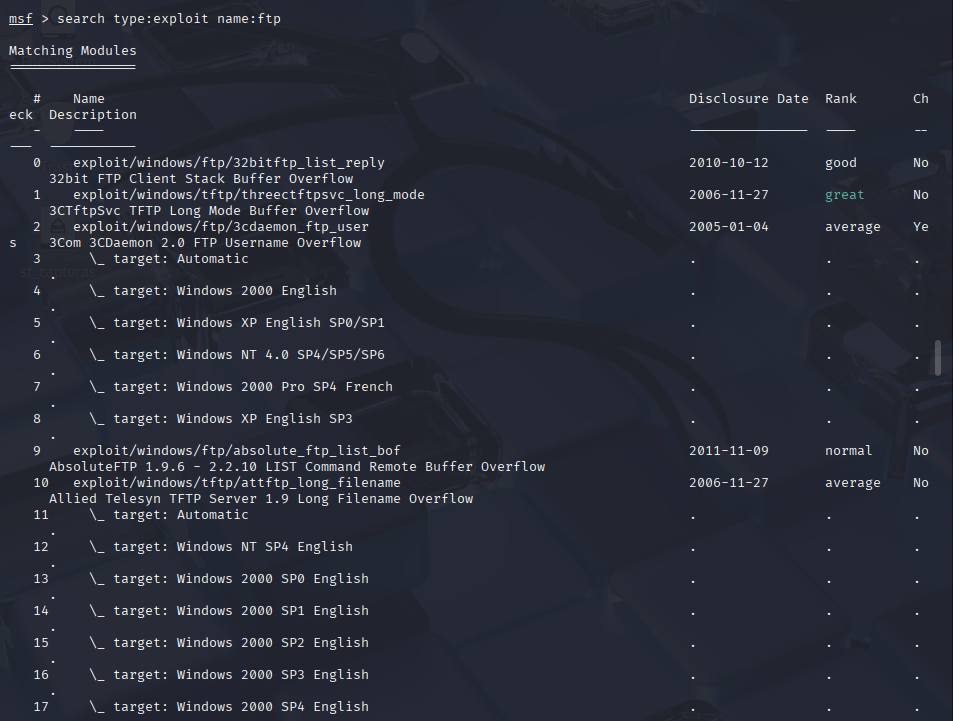 msf > search type:exploit name:ftp
Matching Modules
================
# Name Disclosure Date Rank Ch
eck Description
- ---- --------------- ---- --
--- -----------
0 exploit/windows/ftp/32bitftp_list_reply 2010-10-12 good No
32bit FTP Client Stack Buffer Overflow
1 exploit/windows/tftp/threectftpsvc_long_mode 2006-11-27 great No
3CTftpSvc TFTP Long Mode Buffer Overflow
2 exploit/windows/ftp/3cdaemon_ftp_user 2005-01-04 average Ye
s 3Com 3CDaemon 2.0 FTP Username Overflow
3 \_ target: Automatic . . .
.
4 \_ target: Windows 2000 English . . .
.
5 \_ target: Windows XP English SP0/SP1 . . .
.
6 \_ target: Windows NT 4.0 SP4/SP5/SP6 . . .
.
7 \_ target: Windows 2000 Pro SP4 French . . .
.
8 \_ target: Windows XP English SP3 . . .
.
9 exploit/windows/ftp/absolute_ftp_list_bof 2011-11-09 normal No
AbsoluteFTP 1.9.6 - 2.2.10 LIST Command Remote Buffer Overflow
10 exploit/windows/tftp/attftp_long_filename 2006-11-27 average No
Allied Telesyn TFTP Server 1.9 Long Filename Overflow
11 \_ target: Automatic . . .
.
12 \_ target: Windows NT SP4 English . . .
.
13 \_ target: Windows 2000 SP0 English . . .
.
14 \_ target: Windows 2000 SP1 English . . .
.
15 \_ target: Windows 2000 SP2 English . . .
.
16 \_ target: Windows 2000 SP3 English . . .
.
17 \_ target: Windows 2000 SP4 English . . .